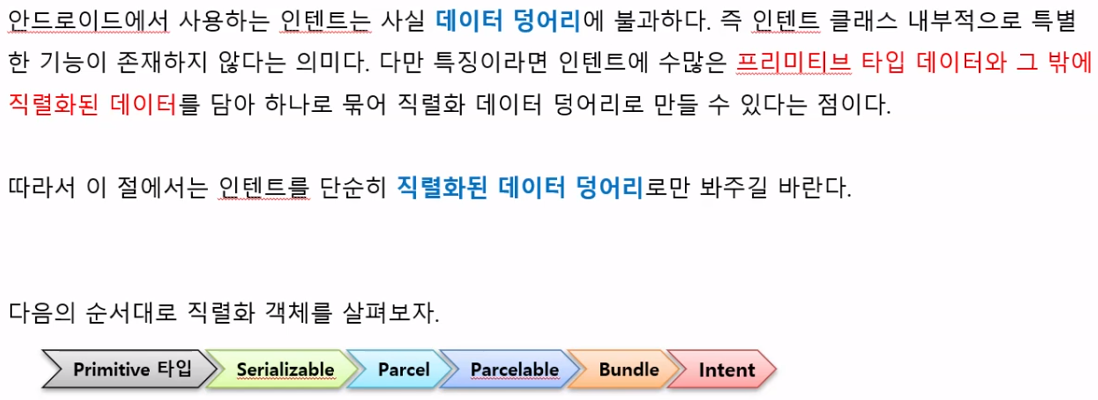 안드로이드에서 사용하는 인텐트는 사실 데이터 덩어리에 불과하다. 즉 인텐트 클래스 내부적으로 특별
한 기능이 존재하지 않다는 의미다. 다만 특징이라면 인텐트에 수많은 프리미티브 타입 데이터와 그 밖에
직렬화된 데이터를 담아 하나로 묶어 직렬화 데이터 덩어리로 만들 수 있다는 점이다.
따라서 이 절에서는 인텐트를 단순히 직렬화된 데이터 덩어리로만 봐주길 바란다.
다음의 순서대로 직렬화 객체를 살펴보자.
Primitive 타입 Serializable Parcel Parcelable Bundle Intent